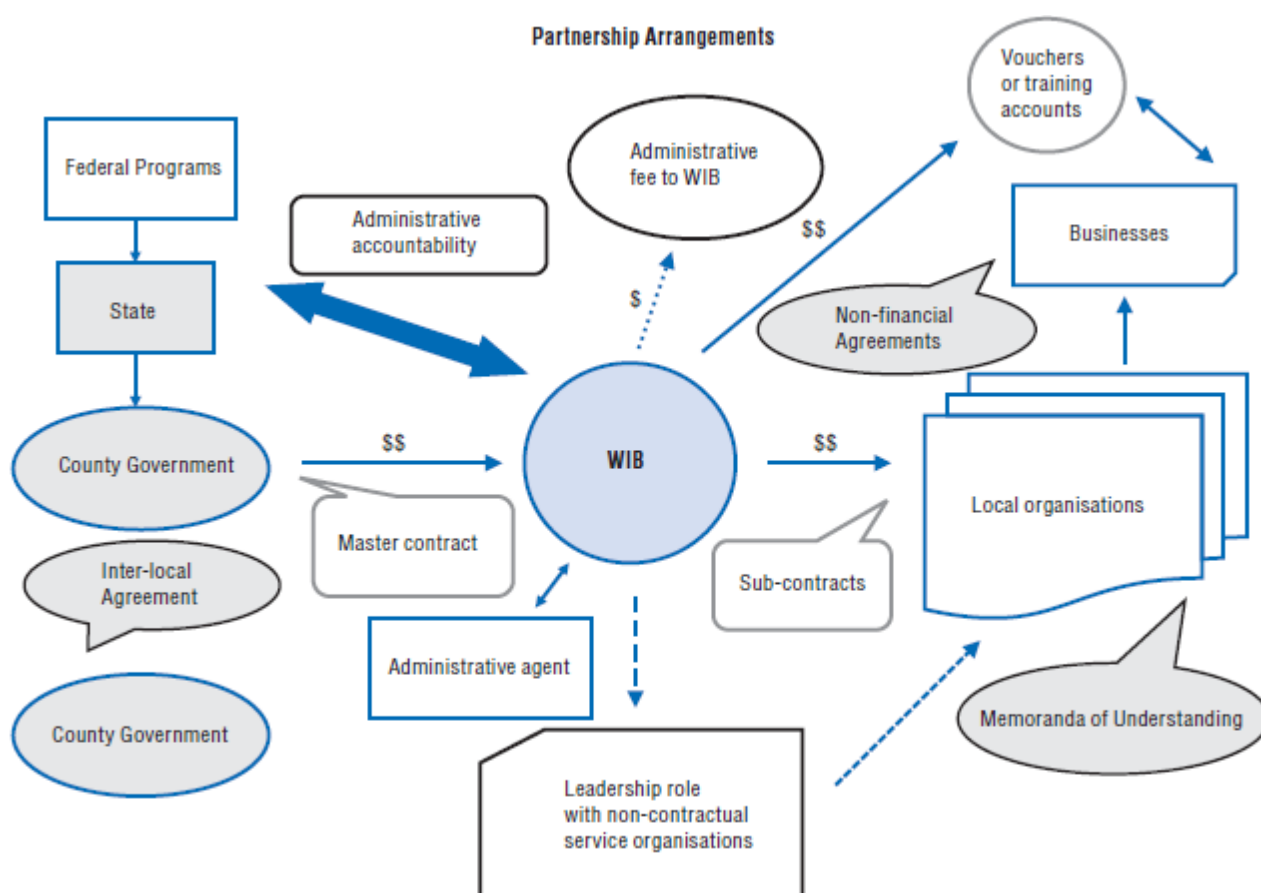 Partnership Arrangements
Vouchers
or training
accounts
Federal Programs
Administrative
fee to WIB
Administrative
accountability
$$
Businesses
State
$
Non-financial
Agreements
County Government
$$
WIB
$$
Local organisations
Master contract
Sub-contracts
Inter-local
Agreement
Administrative agent
County Government
Memoranda of Understanding
Leadership role
with non-contractual
service organisations